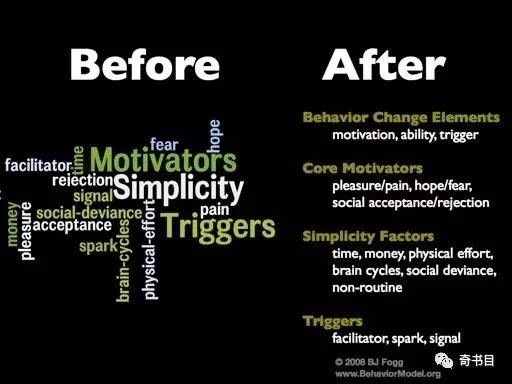 Before
After
fear
hope
time
facilitator
Motivators
rejection
Simplicity
signal
money
pleasure
social-deviance
pain
acceptance
Triggers
spark
brain-cycles
physical-effort
Behavior Change Elements
motivation, ability, trigger
Core Motivators
pleasure/pain, hope/fear,
social acceptance/rejection
Simplicity Factors
time, money, physical effort,
brain cycles, social deviance,
non-routine
Triggers
facilitator, spark, signal
© 2008 BJ Fogg
www.BehaviorModel.org
奇书目